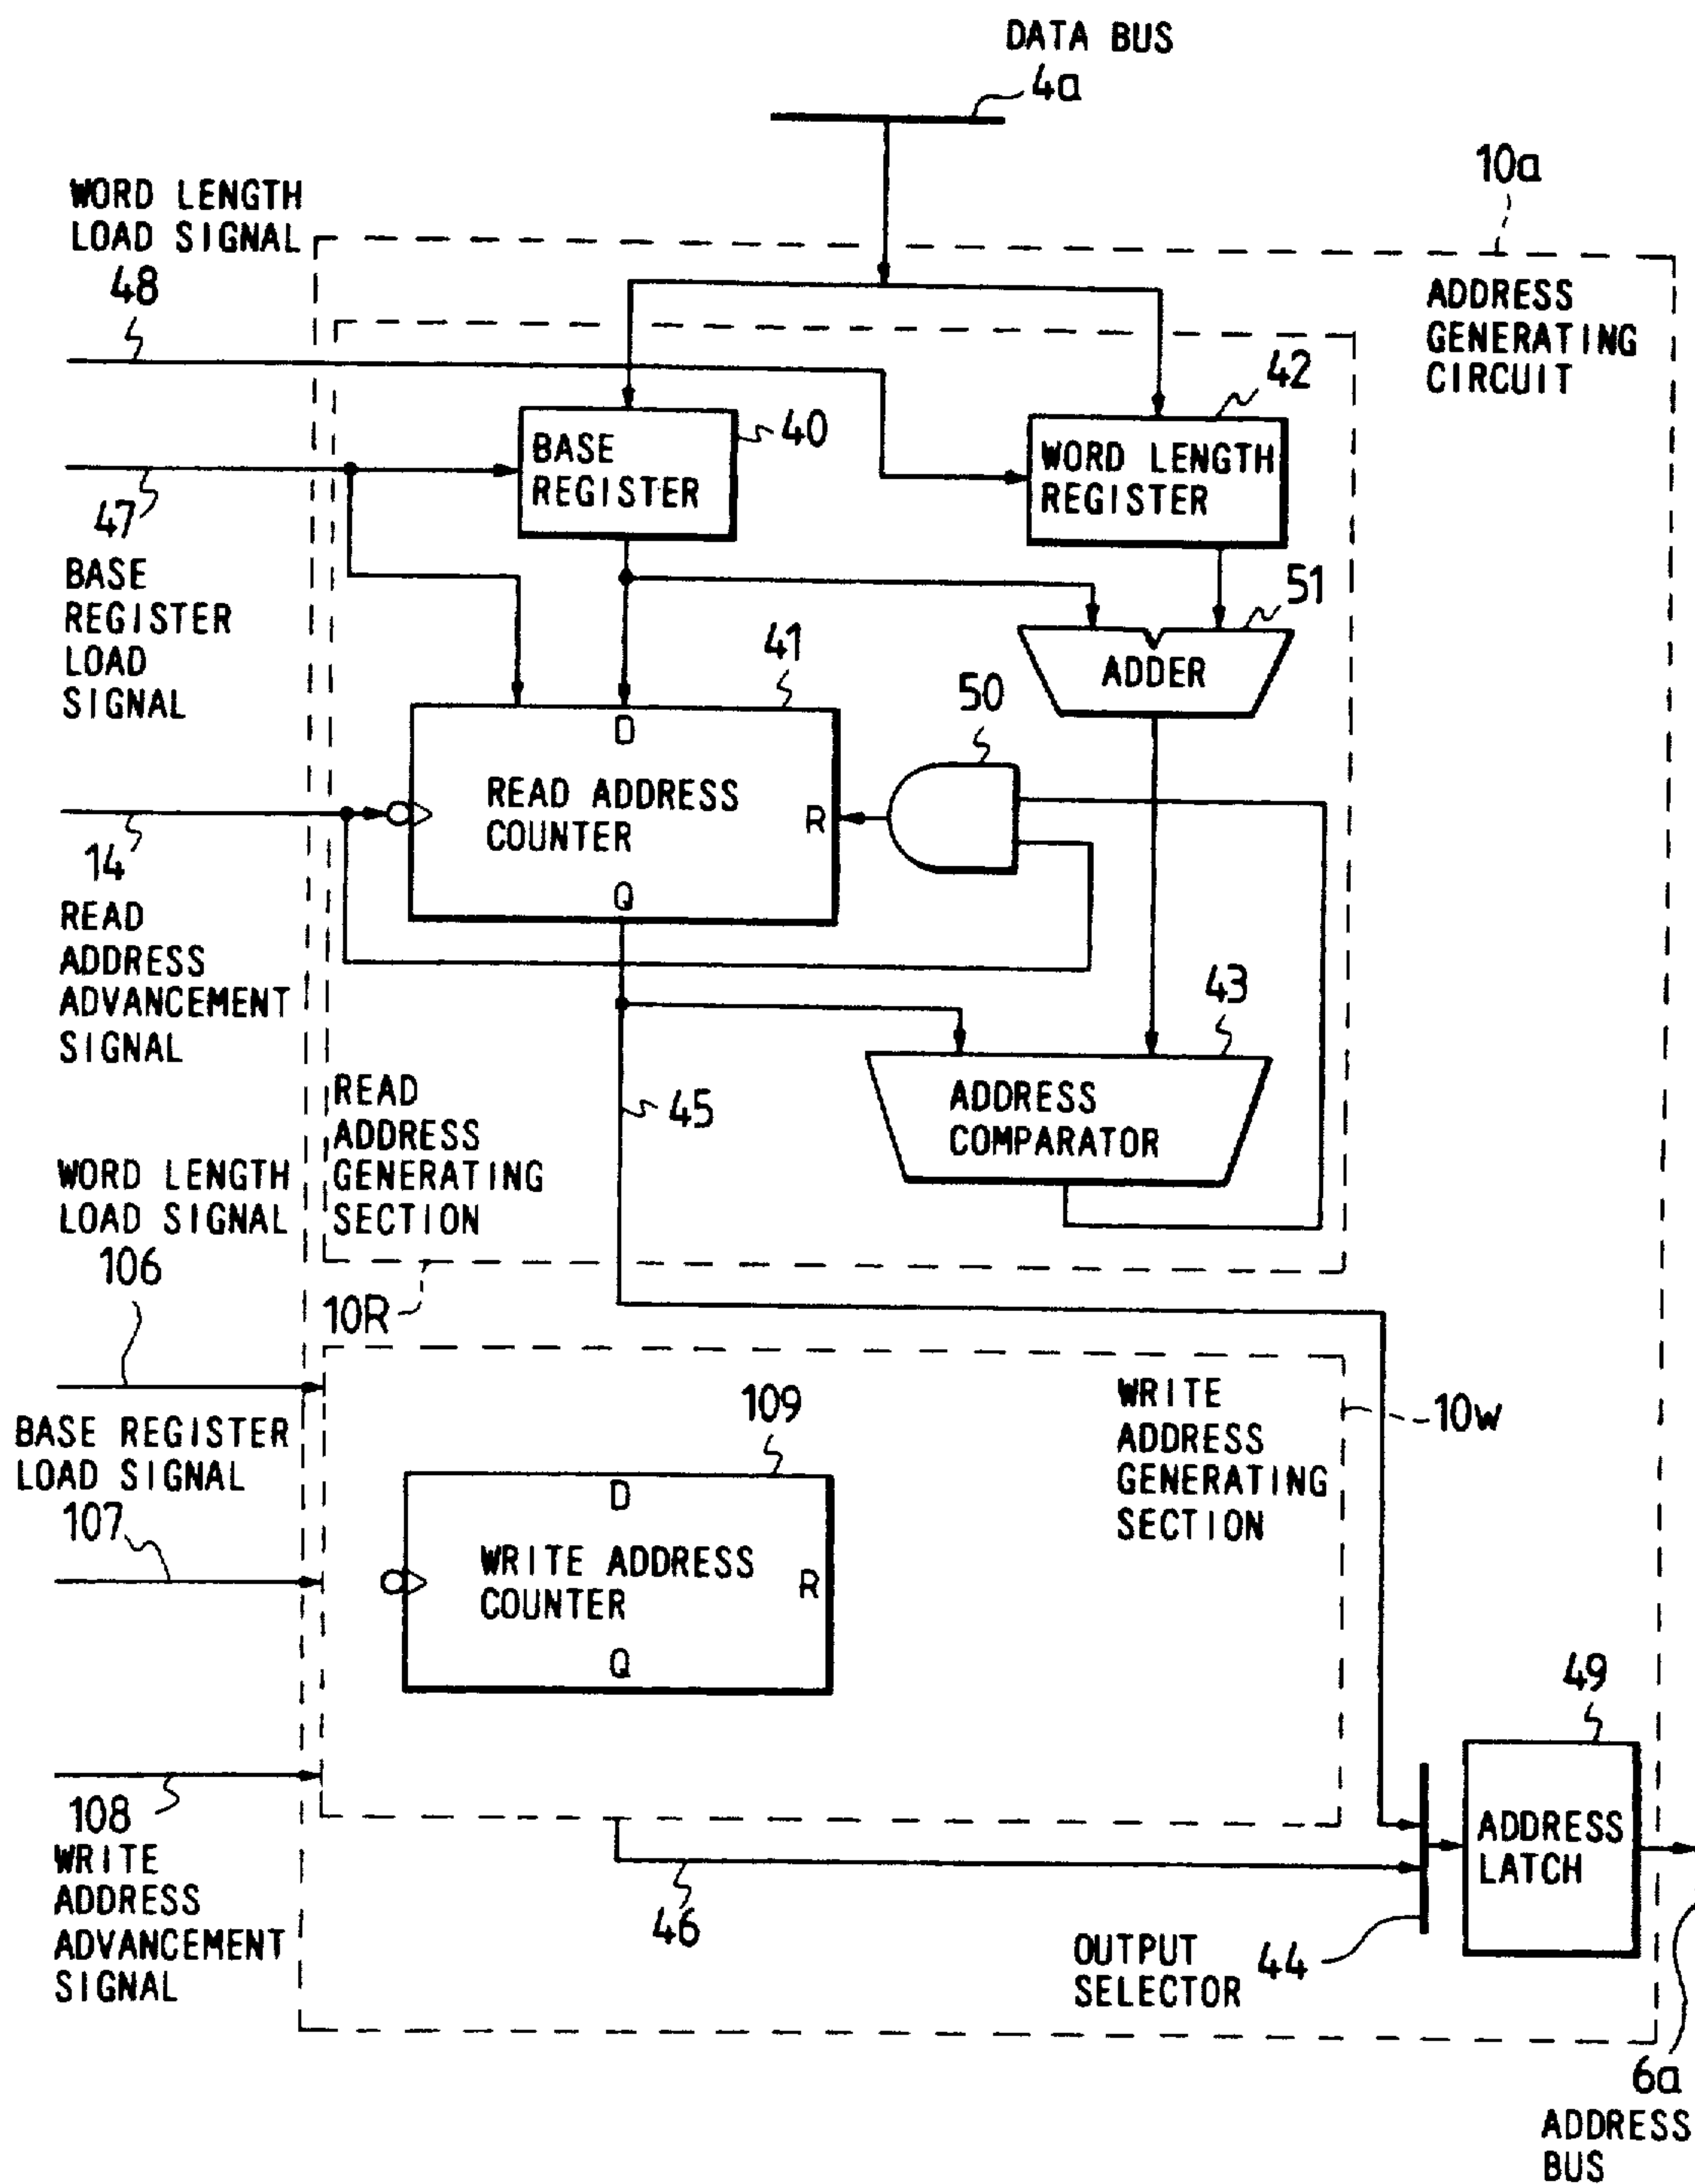 DATA BUS
4a
10a
WORD LENGTH
LOAD SIGNAL
48
ADDRESS
GENERATING
CIRCUIT
42
40
BASE
REGISTER
WORD LENGTH
REGISTER
47
BASE
REGISTER
LOAD
SIGNAL
51
ADDER
41
50
D
READ ADDRESS
COUNTER
R
Q
14
READ
ADDRESS
ADVANCEMENT
SIGNAL
43
ADDRESS
COMPARATOR
45
READ
ADDRESS
GENERATING
SECTION
WORD LENGTH
LOAD SIGNAL
106
10R
WRITE
ADDRESS
GENERATING
SECTION
10w
109
BASE REGISTER
LOAD SIGNAL
107
D
WRITE ADDRESS
COUNTER
R
Q
49
108
WRITE
ADDRESS
ADVANCEMENT
SIGNAL
ADDRESS
LATCH
46
OUTPUT
SELECTOR
44
6a
ADDRESS
BUS